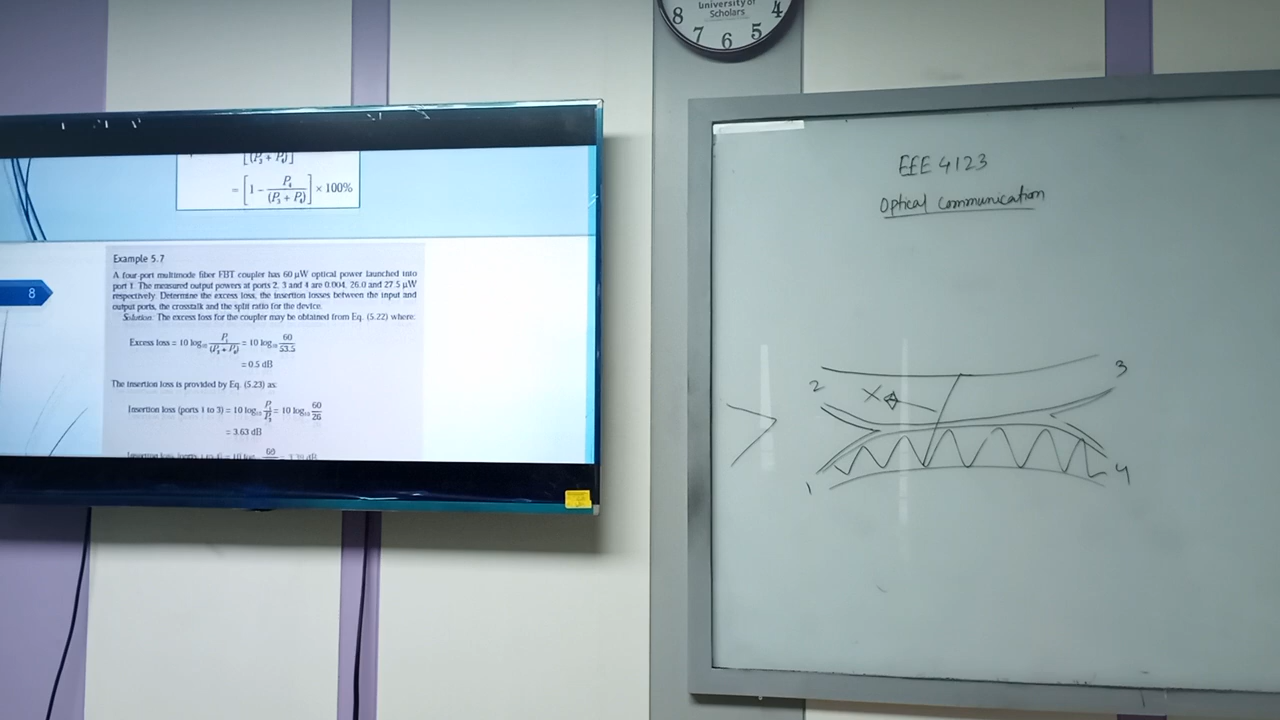 8 University of 4
Scholars
7 6 5
[(P₃ + P₄)]
= [1 - P₄/(P₃ + P₄)] × 100%
Example 5.7
A four-port multimode fiber FBT coupler has 60 μW optical power launched into
port 1. The measured output powers at ports 2, 3 and 4 are 0.004, 26.0 and 27.5 μW
respectively. Determine the excess loss, the insertion losses between the input and
output ports, the crosstalk and the split ratio for the device.
Solution: The excess loss for the coupler may be obtained from Eq. (5.22) where:
Excess loss = 10 log₁₀ P₁/(P₃ + P₄) = 10 log₁₀ 60/53.5
= 0.5 dB
The insertion loss is provided by Eq. (5.23) as:
Insertion loss (ports 1 to 3) = 10 log₁₀ P₁/P₃ = 10 log₁₀ 60/26
= 3.63 dB
8
EEE 4123
Optical Communication
2 X 3
1 4